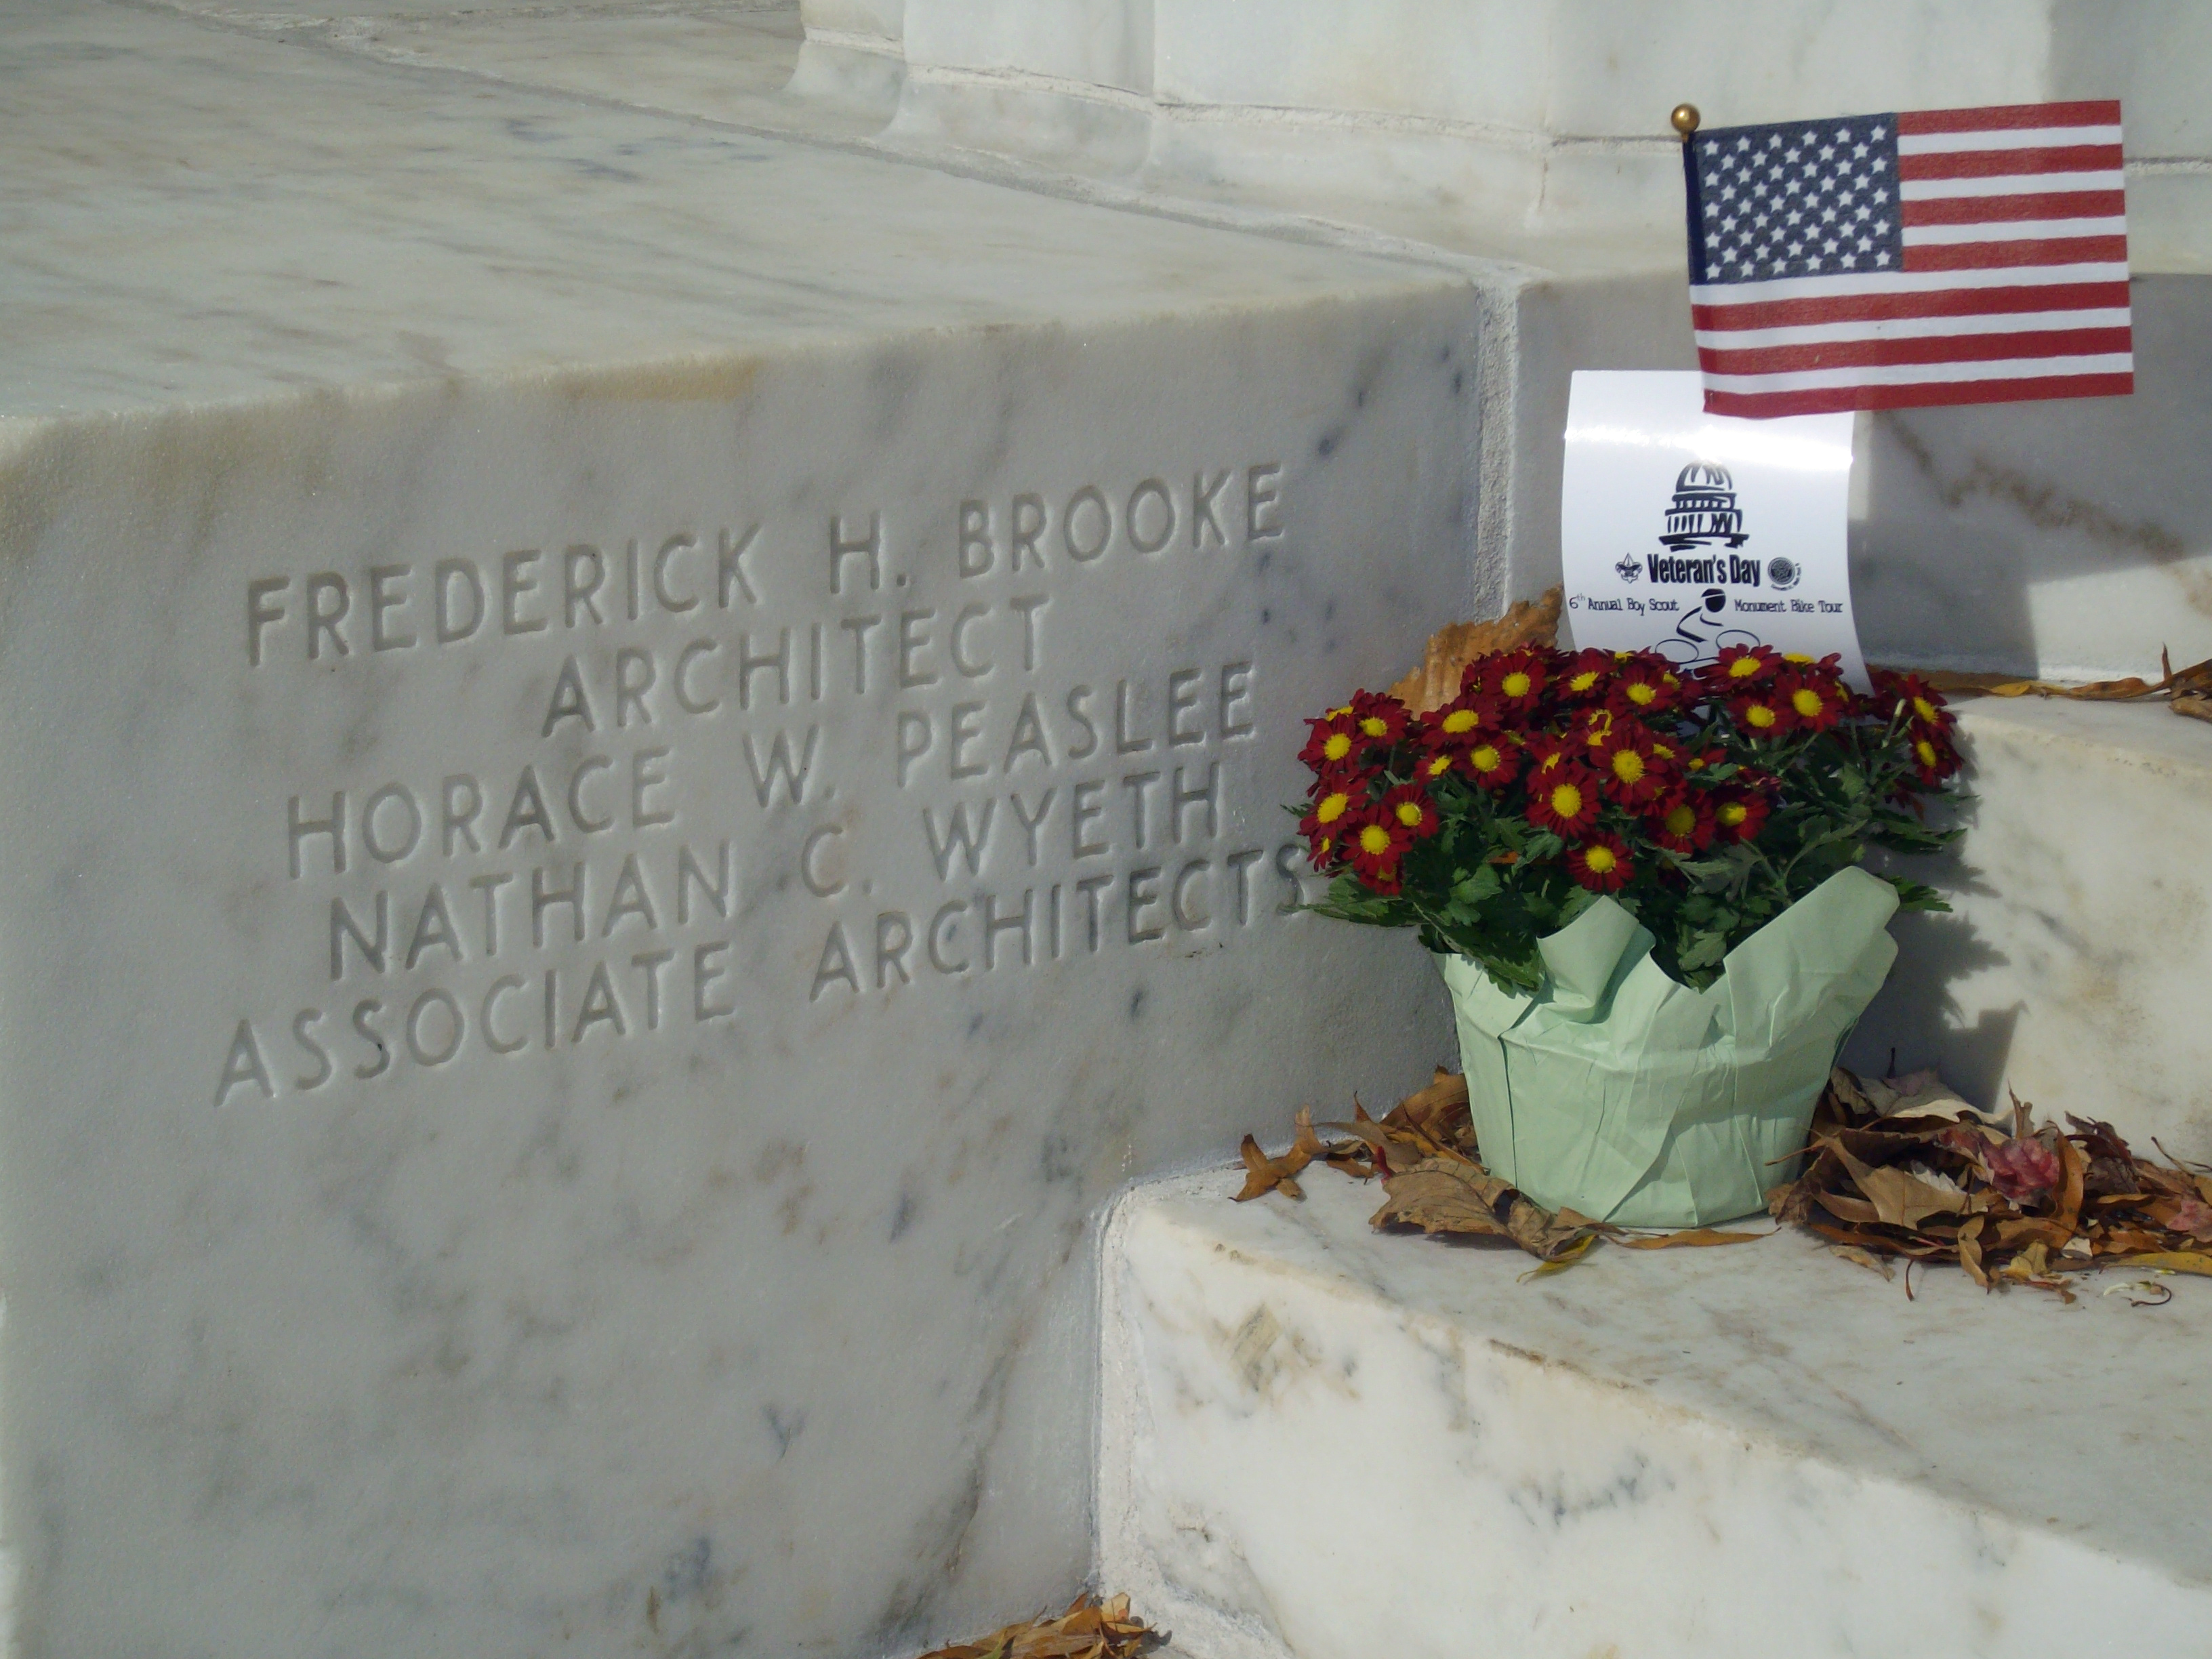 FREDERICK H. BROOKE
ARCHITECT
HORACE W. PEASLEE
NATHAN C. WYETH
ASSOCIATE ARCHITECTS
Veteran's Day
6th Annual Boy Scout Monument Bike Tour